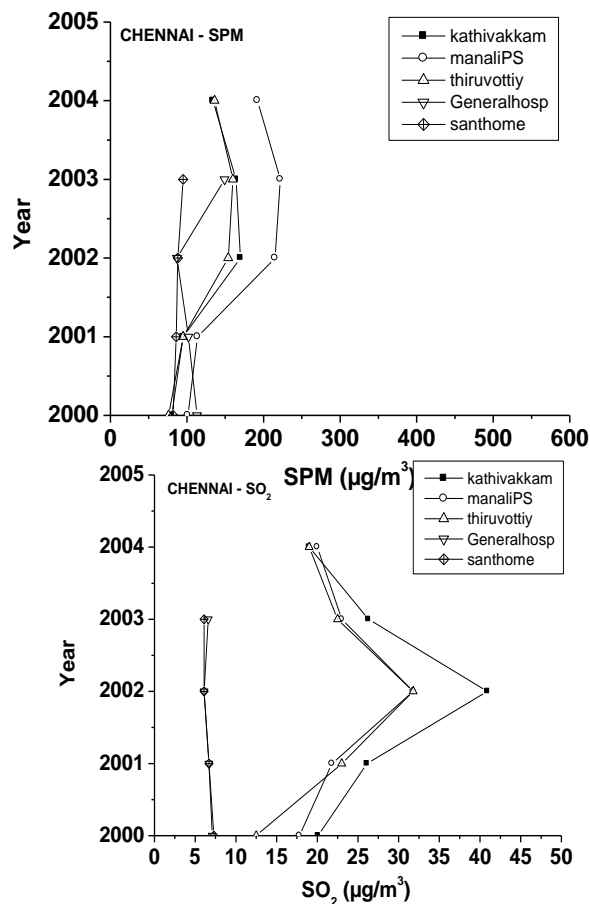 CHENNAI - SPM
kathivakkam
manaliPS
thiruvottiy
Generalhosp
santhome
2005
2004
2003
2002
2001
2000
Year
0 100 200 300 400 500 600
SPM (µg/m³)
CHENNAI - SO₂
kathivakkam
manaliPS
thiruvottiy
Generalhosp
santhome
2005
2004
2003
2002
2001
2000
Year
0 5 10 15 20 25 30 35 40 45 50
SO₂ (µg/m³)